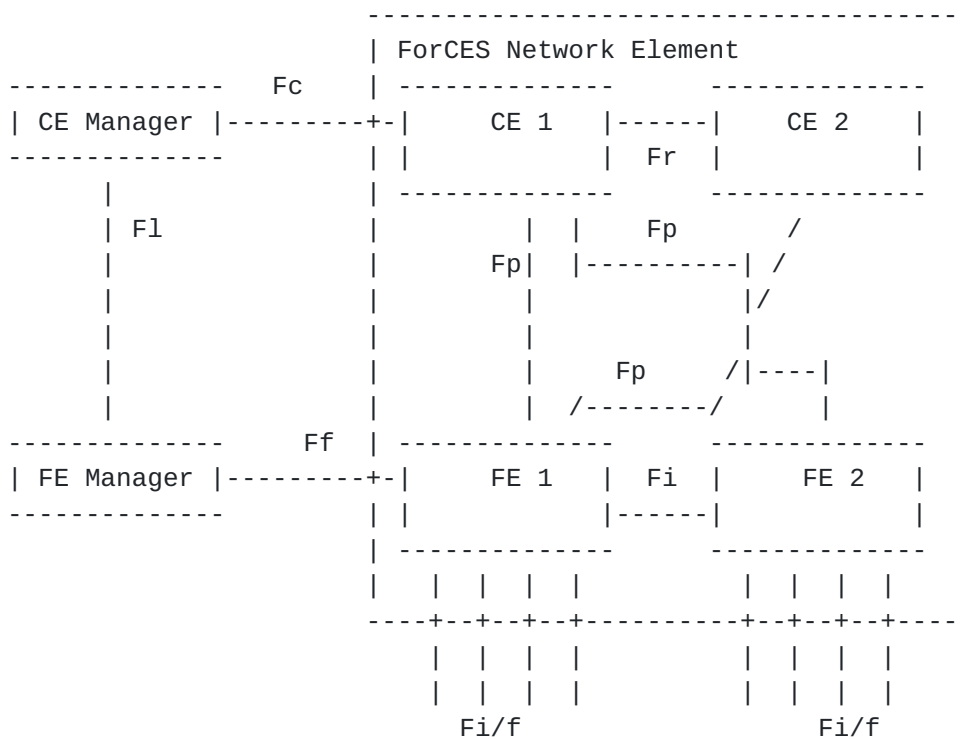 ForCES Network Element
Fc
CE Manager CE 1 CE 2
Fr
Fl Fp
Fp
Fp
Ff
FE Manager FE 1 Fi FE 2
Fi/f Fi/f